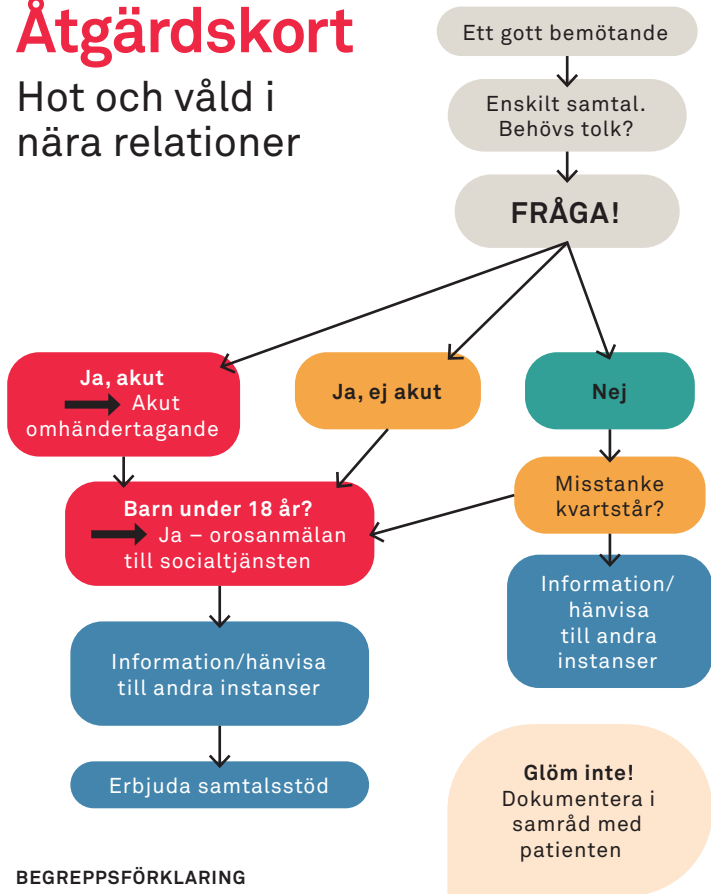 Åtgärdskort
Hot och våld i
nära relationer
Ett gott bemötande
Enskilt samtal.
Behövs tolk?
FRÅGA!
Ja, akut
Akut
omhändertagande
Ja, ej akut
Nej
Barn under 18 år?
Ja – orosanmälan
till socialtjänsten
Misstanke
kvartstår?
Information/
hänvisa
till andra
instanser
Information/hänvisa
till andra instanser
Erbjuda samtalsstöd
Glöm inte!
Dokumentera i
samråd med
patienten
BEGREPPSFÖRKLARING